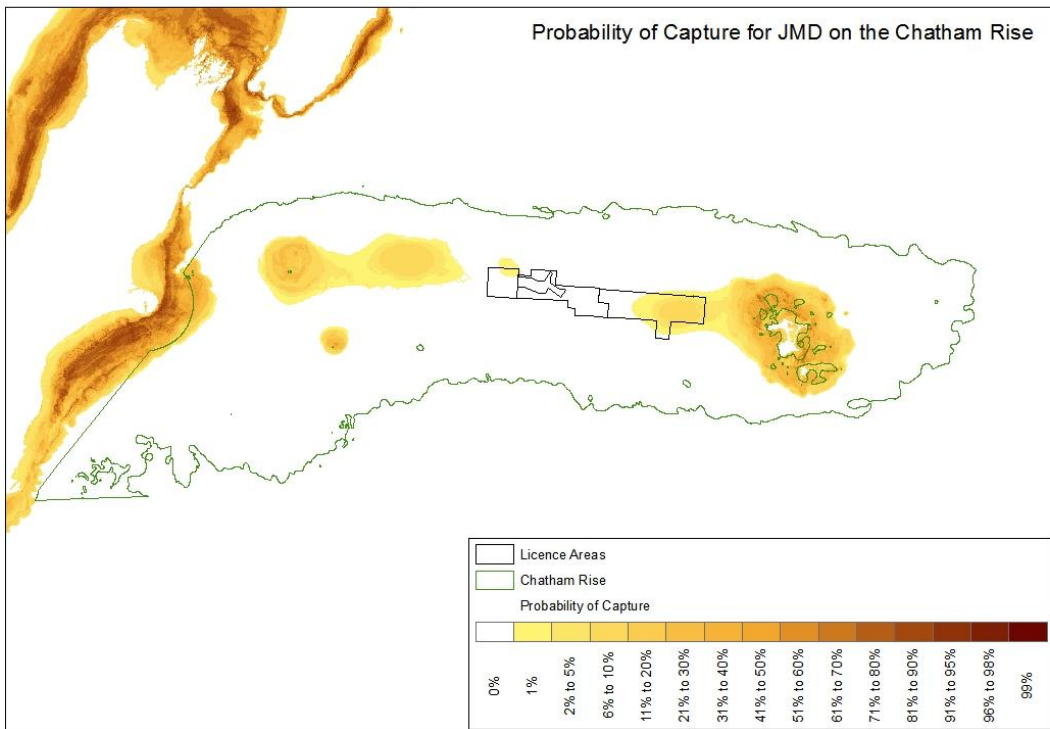 Probability of Capture for JMD on the Chatham Rise
Licence Areas
Chatham Rise
Probability of Capture
0%
1%
2% to 5%
6% to 10%
11% to 20%
21% to 30%
31% to 40%
41% to 50%
51% to 60%
61% to 70%
71% to 80%
81% to 90%
91% to 95%
96% to 98%
99%